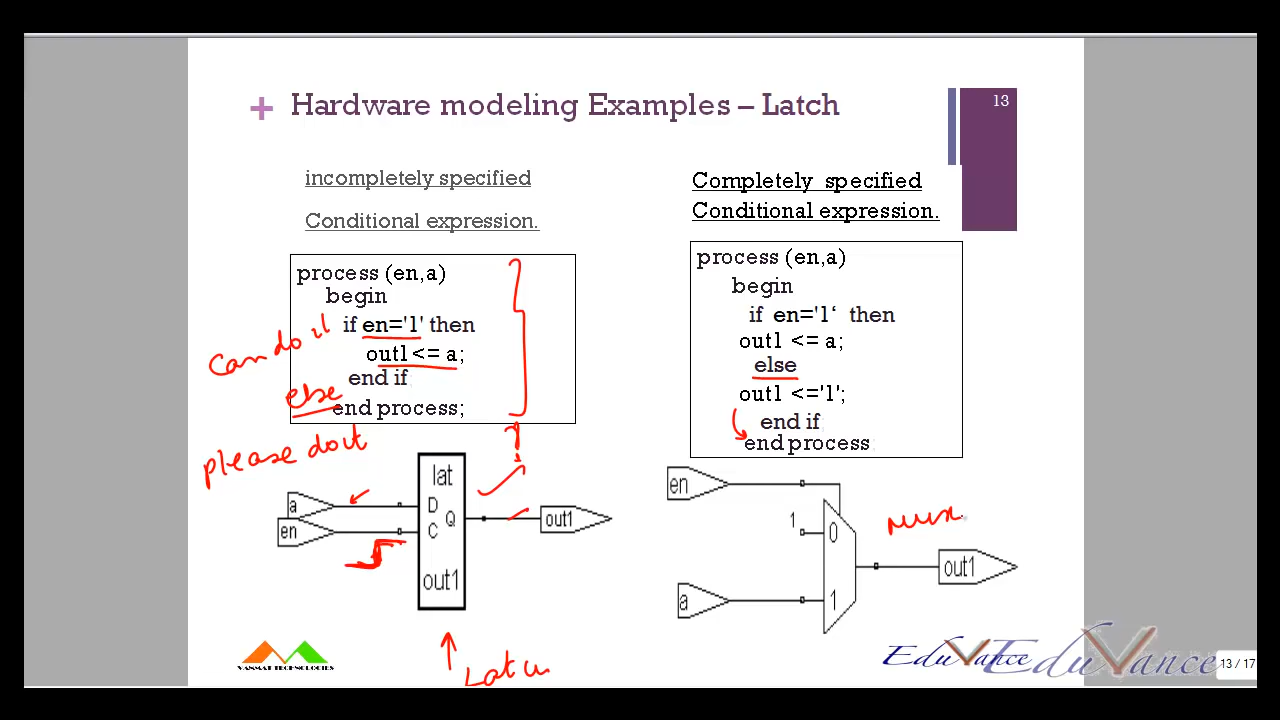 Hardware modeling Examples – Latch
13
incompletely specified
Conditional expression.
process (en,a)
begin
if en='1' then
out1 <= a;
end if
end process;
can do it
else
please do it
a
en
lat
D
C
Q
out1
out1
Completely specified
Conditional expression.
process (en,a)
begin
if en='1‘ then
out1 <= a;
else
out1 <='1';
end if
end process
en
1
0
a
1
mux
out1
VANMAT TECHNOLOGIES
EduVance
EduVance
13 / 17